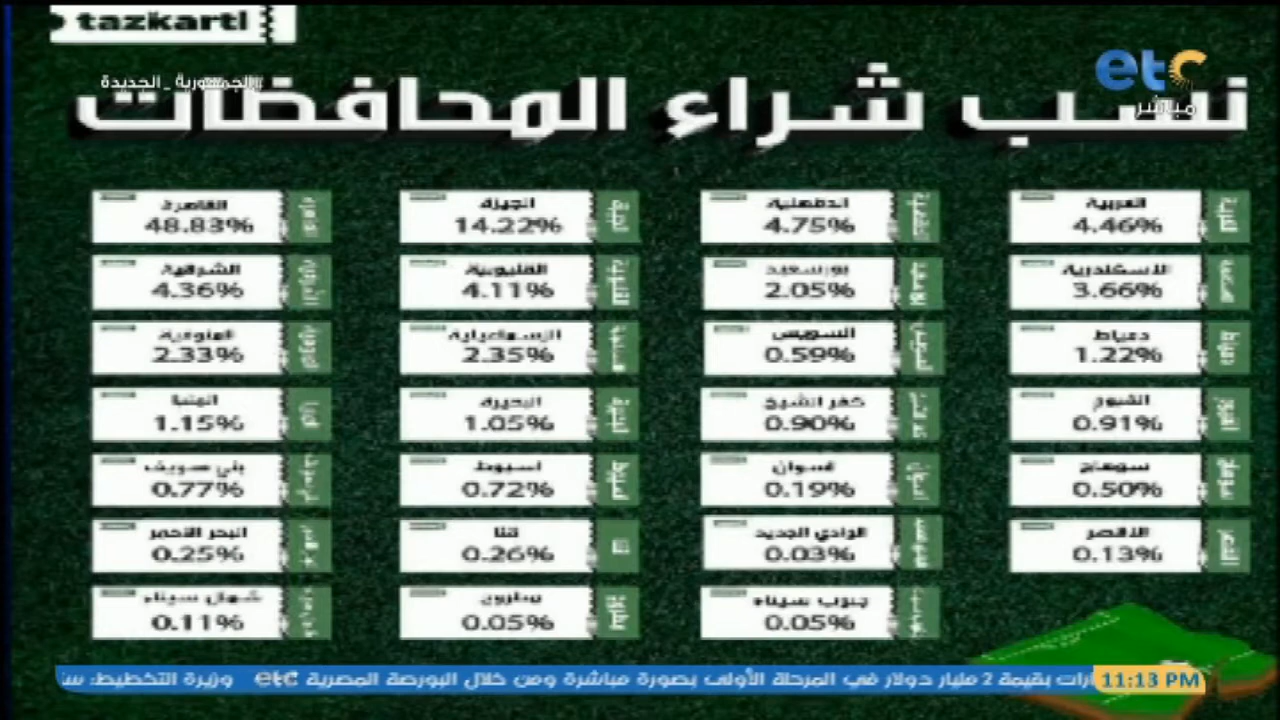 tazkarti
etc
مباشر
الجمهورية_الجديدة
نسب شراء المحافظات
القاهرة
48.83%
الجيزة
14.22%
الدقهلية
4.75%
الغربية
4.46%
الشرقية
4.36%
القليوبية
4.11%
بورسعيد
2.05%
الاسكندرية
3.66%
المنوفية
2.33%
الإسماعيلية
2.35%
السويس
0.59%
دمياط
1.22%
المنيا
1.15%
البحيرة
1.05%
كفر الشيخ
0.90%
الفيوم
0.91%
بني سويف
0.77%
اسيوط
0.72%
اسوان
0.19%
سوهاج
0.50%
البحر الأحمر
0.25%
قنا
0.26%
الوادي الجديد
0.03%
الأقصر
0.13%
شمال سيناء
0.11%
مطروح
0.05%
جنوب سيناء
0.05%
بقيمة 2 مليار دولار في المرحلة الأولى بصورة مباشرة ومن خلال البورصة المصرية etc وزيرة التخطيط:
11:13 PM